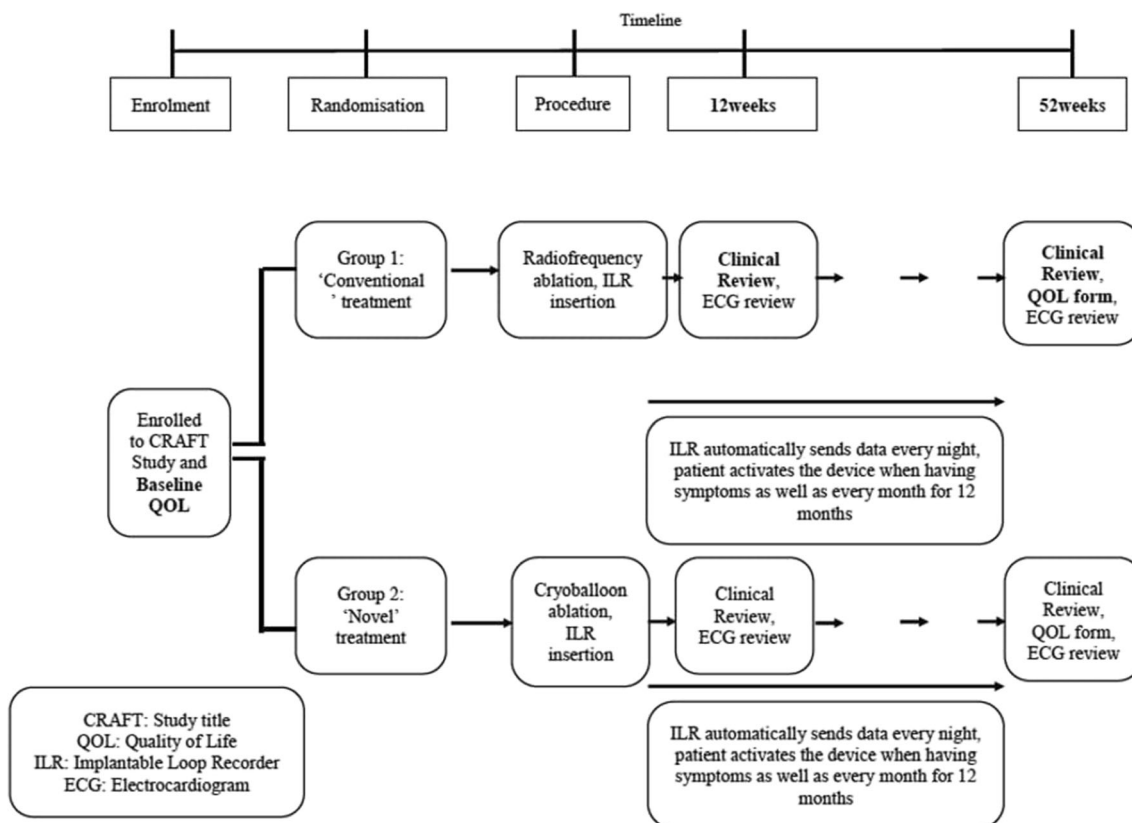 Timeline
Enrolment
Randomisation
Procedure
12weeks
52weeks
Group 1:
‘Conventional
’ treatment
Radiofrequency
ablation, ILR
insertion
Clinical
Review,
ECG review
Clinical
Review,
QOL form,
ECG review
Enrolled
to CRAFT
Study and
Baseline
QOL
ILR automatically sends data every night,
patient activates the device when having
symptoms as well as every month for 12
months
Group 2:
‘Novel’
treatment
Cryoballoon
ablation,
ILR
insertion
Clinical
Review,
ECG review
Clinical
Review,
QOL form,
ECG review
CRAFT: Study title
QOL: Quality of Life
ILR: Implantable Loop Recorder
ECG: Electrocardiogram
ILR automatically sends data every night,
patient activates the device when having
symptoms as well as every month for 12
months